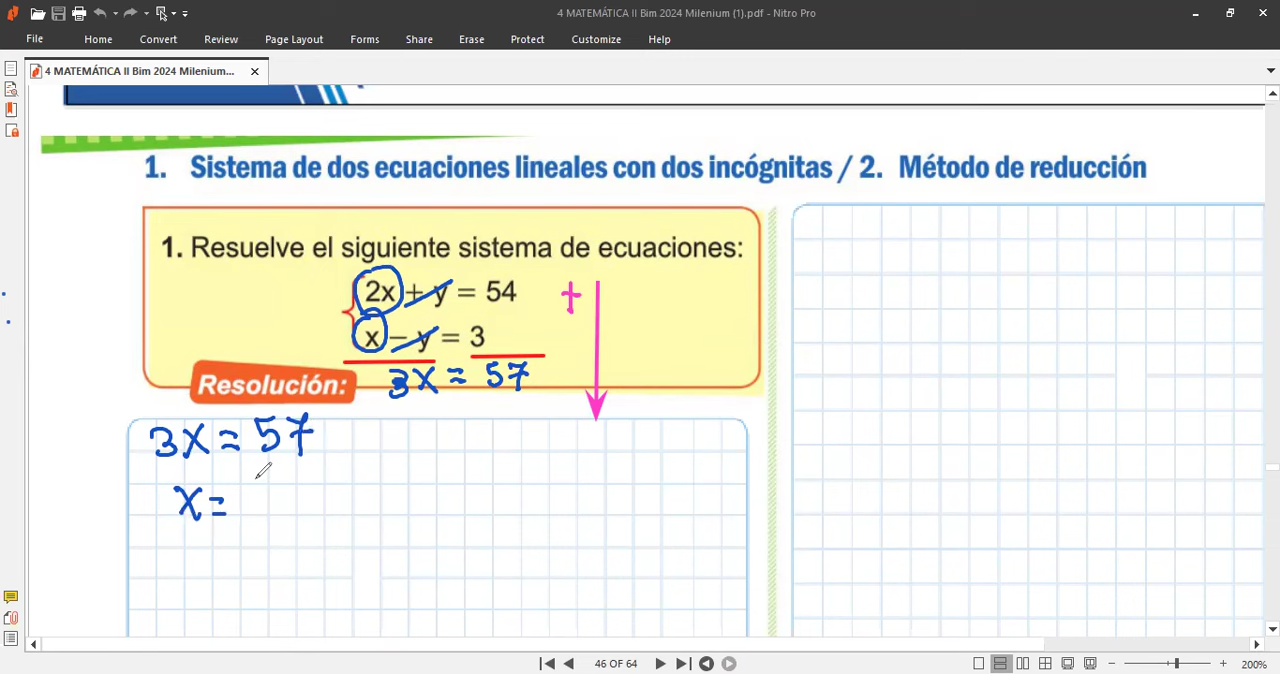 4 MATEMÁTICA II Bim 2024 Milenium (1).pdf - Nitro Pro
File Home Convert Review Page Layout Forms Share Erase Protect Customize Help
4 MATEMÁTICA II Bim 2024 Milenium...
1. Sistema de dos ecuaciones lineales con dos incógnitas / 2. Método de reducción
1. Resuelve el siguiente sistema de ecuaciones:
2x + y = 54 +
x – y = 3
3x = 57
Resolución:
3x = 57
x =
46 OF 64
200%